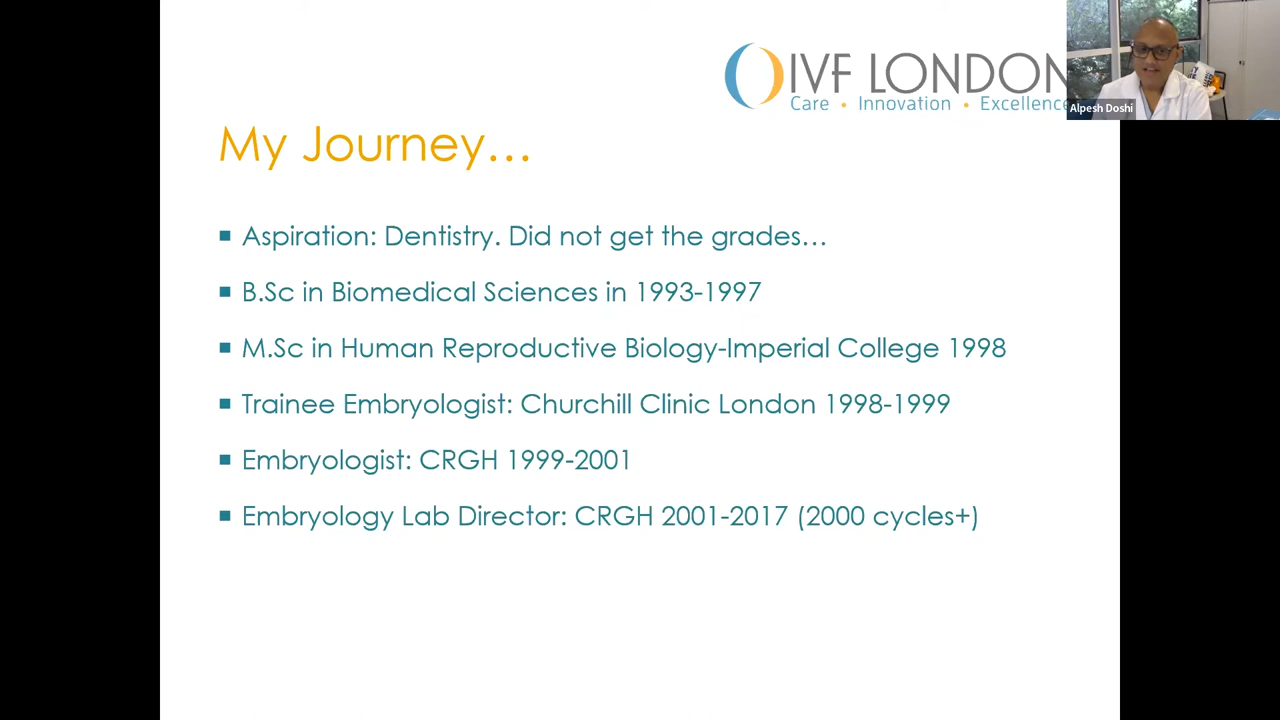 IVF LONDON
Care • Innovation • Excellence
Alpesh Doshi
My Journey...
▪ Aspiration: Dentistry. Did not get the grades...
▪ B.Sc in Biomedical Sciences in 1993-1997
▪ M.Sc in Human Reproductive Biology-Imperial College 1998
▪ Trainee Embryologist: Churchill Clinic London 1998-1999
▪ Embryologist: CRGH 1999-2001
▪ Embryology Lab Director: CRGH 2001-2017 (2000 cycles+)